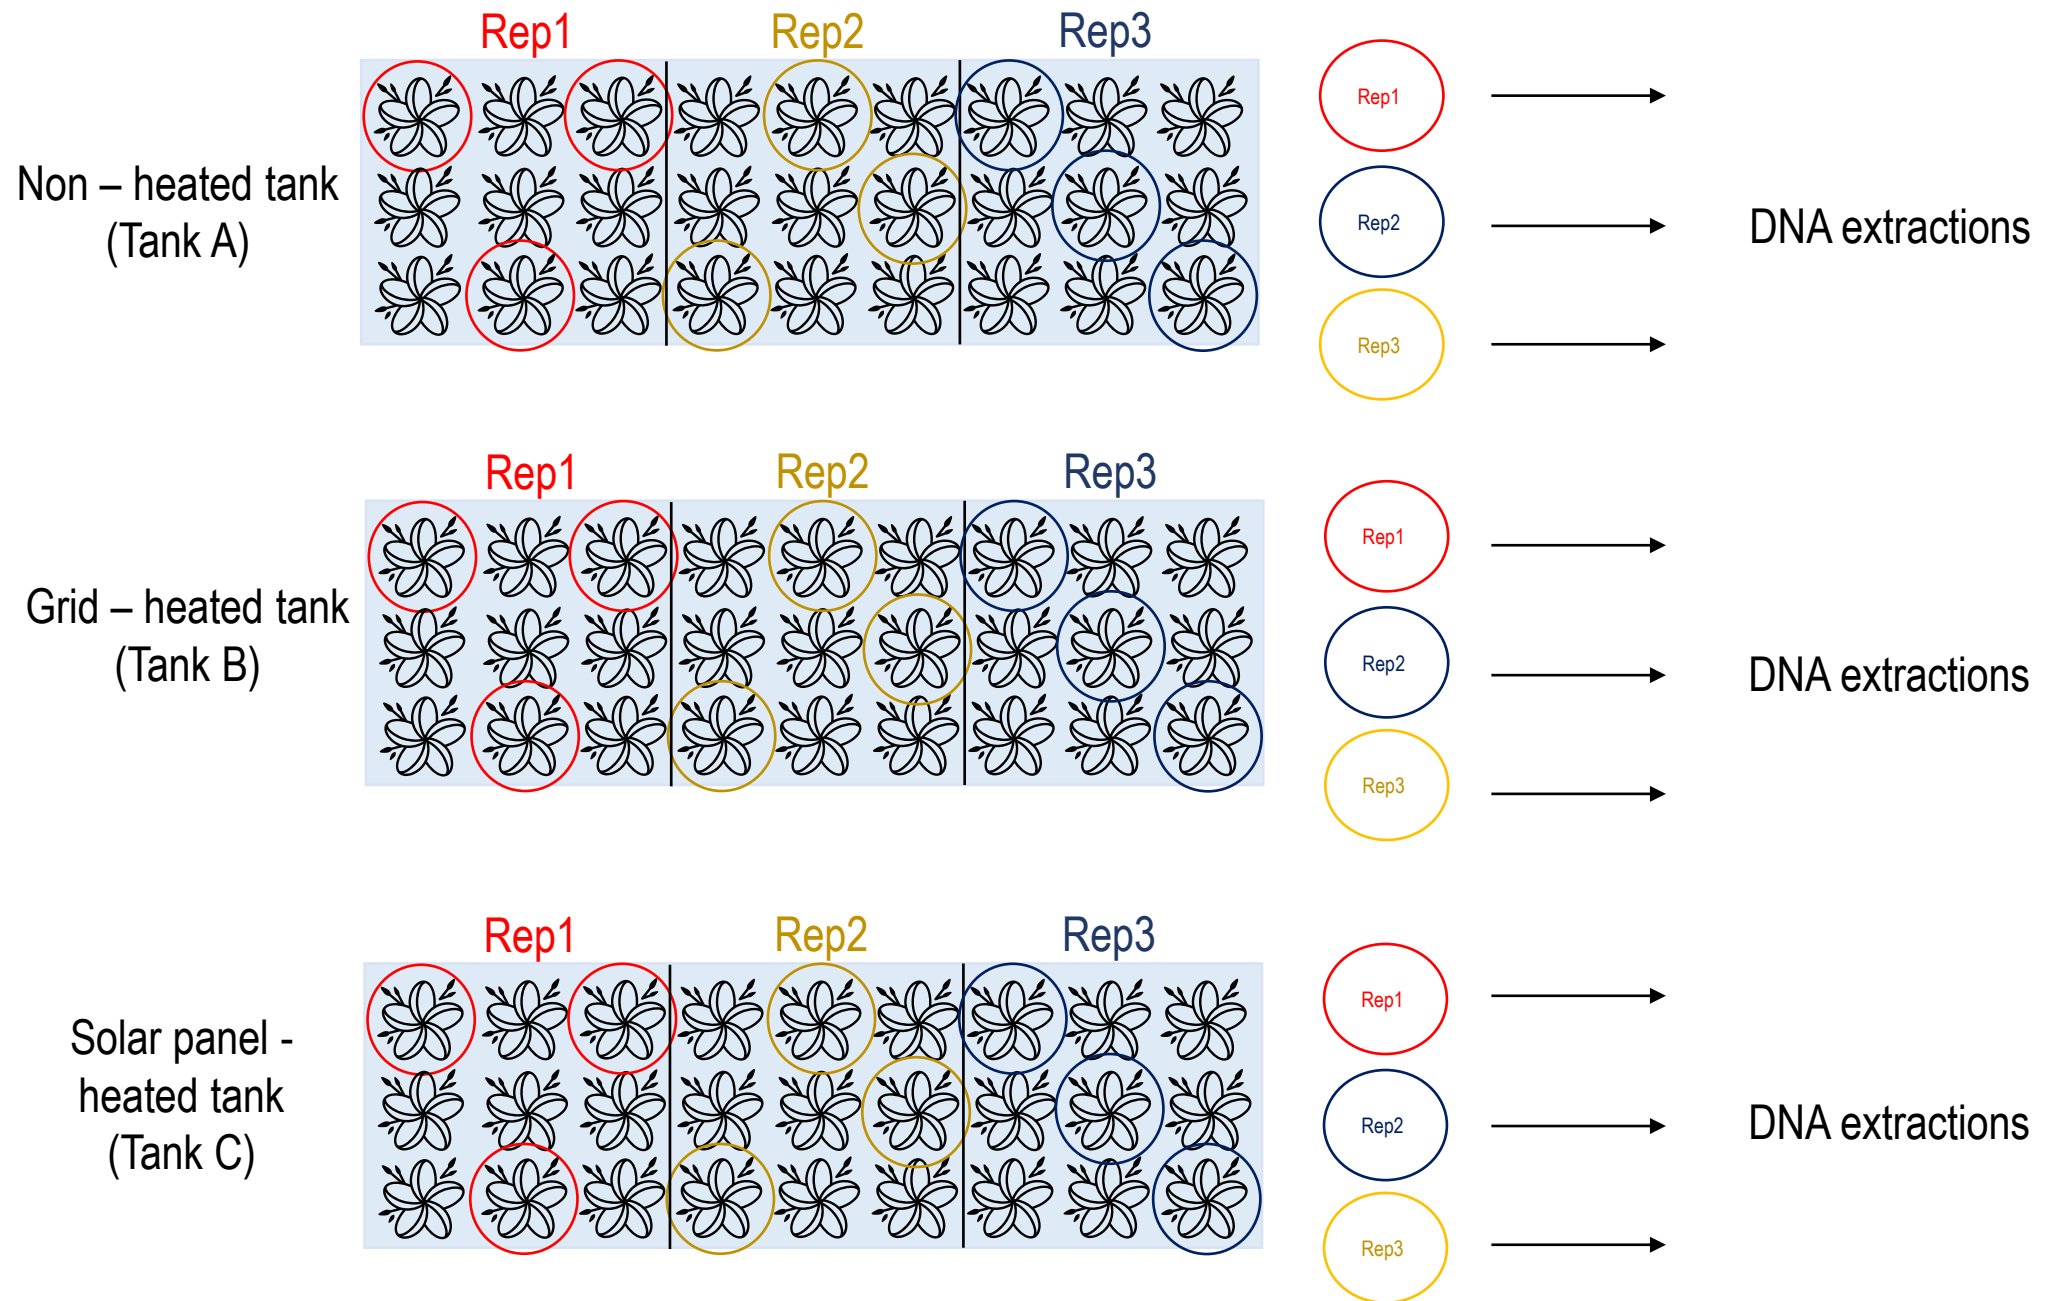 Rep1 Rep2 Rep3
Non – heated tank
(Tank A)
Rep1
Rep2
Rep3
DNA extractions
Rep1 Rep2 Rep3
Grid – heated tank
(Tank B)
Rep1
Rep2
Rep3
DNA extractions
Rep1 Rep2 Rep3
Solar panel -
heated tank
(Tank C)
Rep1
Rep2
Rep3
DNA extractions